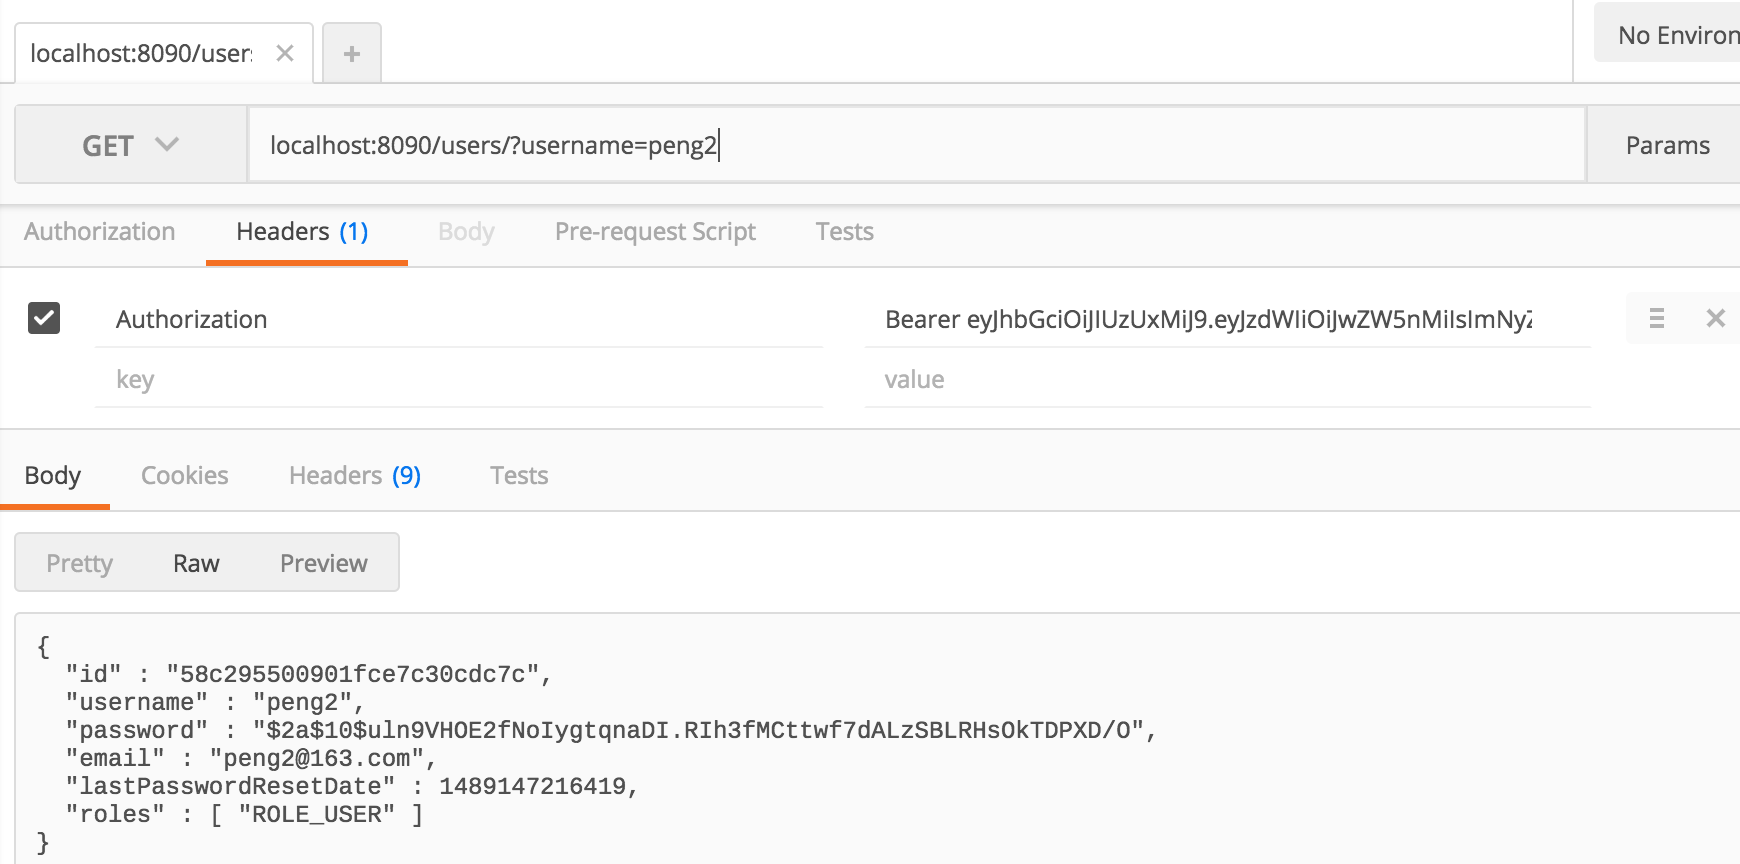 localhost:8090/user
No Environ
GET
localhost:8090/users/?username=peng2
Params
Authorization
Headers (1)
Body
Pre-request Script
Tests
Authorization
Bearer eyJhbGciOiJIUzUxMiJ9.eyJzdWIiOiJwZW5nMiIsImNyZ
key
value
Body
Cookies
Headers (9)
Tests
Pretty
Raw
Preview
{
"id" : "58c295500901fce7c30cdc7c",
"username" : "peng2",
"password" : "$2a$10$uln9VHOE2fNoIygtqnaDI.RIh3fMCttwf7dALzSBLRHsOkTDPXD/O",
"email" : "peng2@163.com",
"lastPasswordResetDate" : 1489147216419,
"roles" : [ "ROLE_USER" ]
}